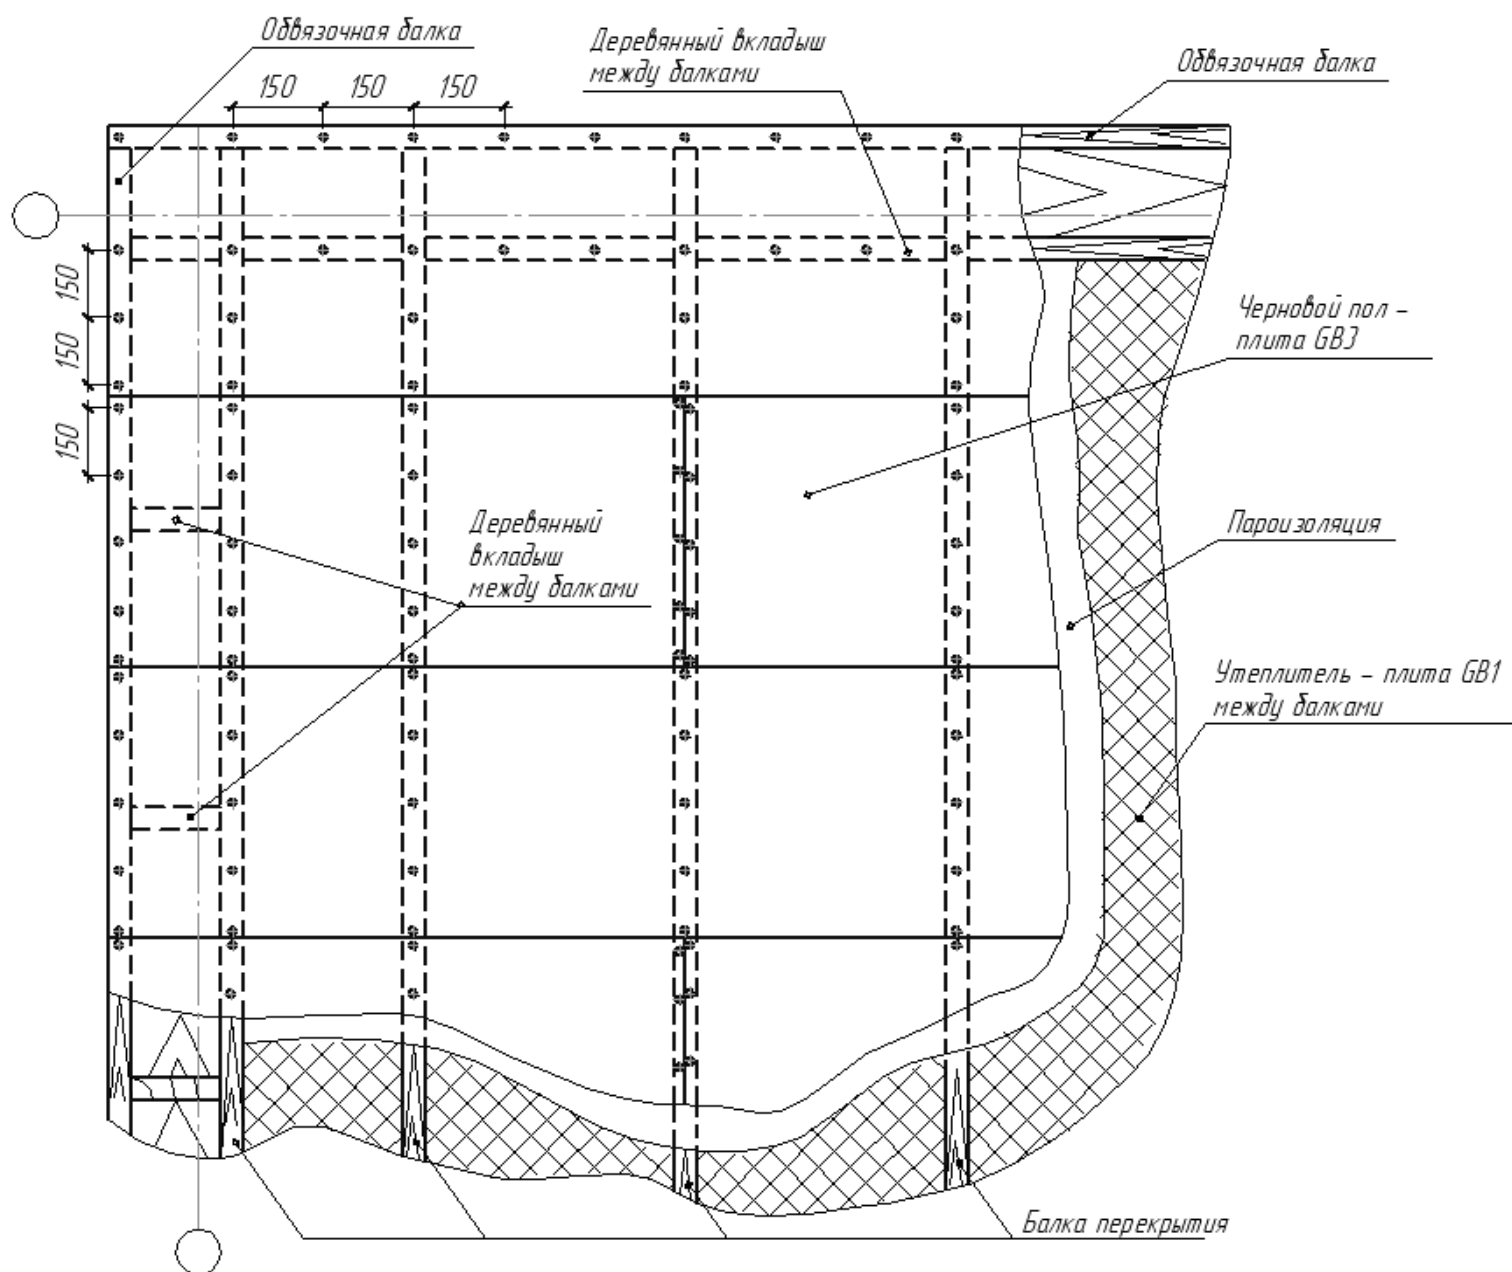 Обвязочная балка
Деревянный вкладыш
между балками
Обвязочная балка
150
150
150
150
150
150
Черновой пол –
плита GB3
Деревянный
вкладыш
между балками
Пароизоляция
Утеплитель – плита GB1
между балками
Балка перекрытия